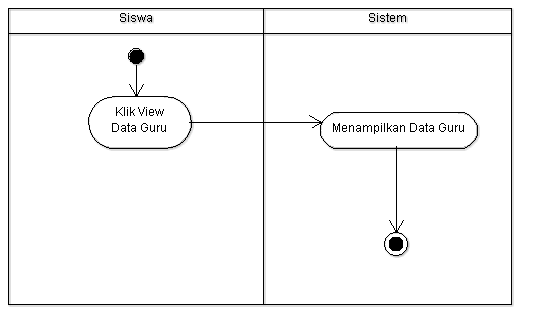 Siswa
Sistem
Klik View
Data Guru
Menampilkan Data Guru